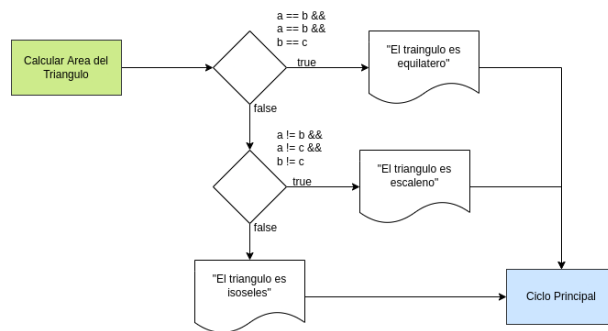 a == b &&
a == b &&
b == c
Calcular Area del
Triangulo
true
"El traingulo es
equilatero"
false
a != b &&
a != c &&
b != c
true
"El triangulo es
escaleno"
false
"El triangulo es
isoseles"
Ciclo Principal